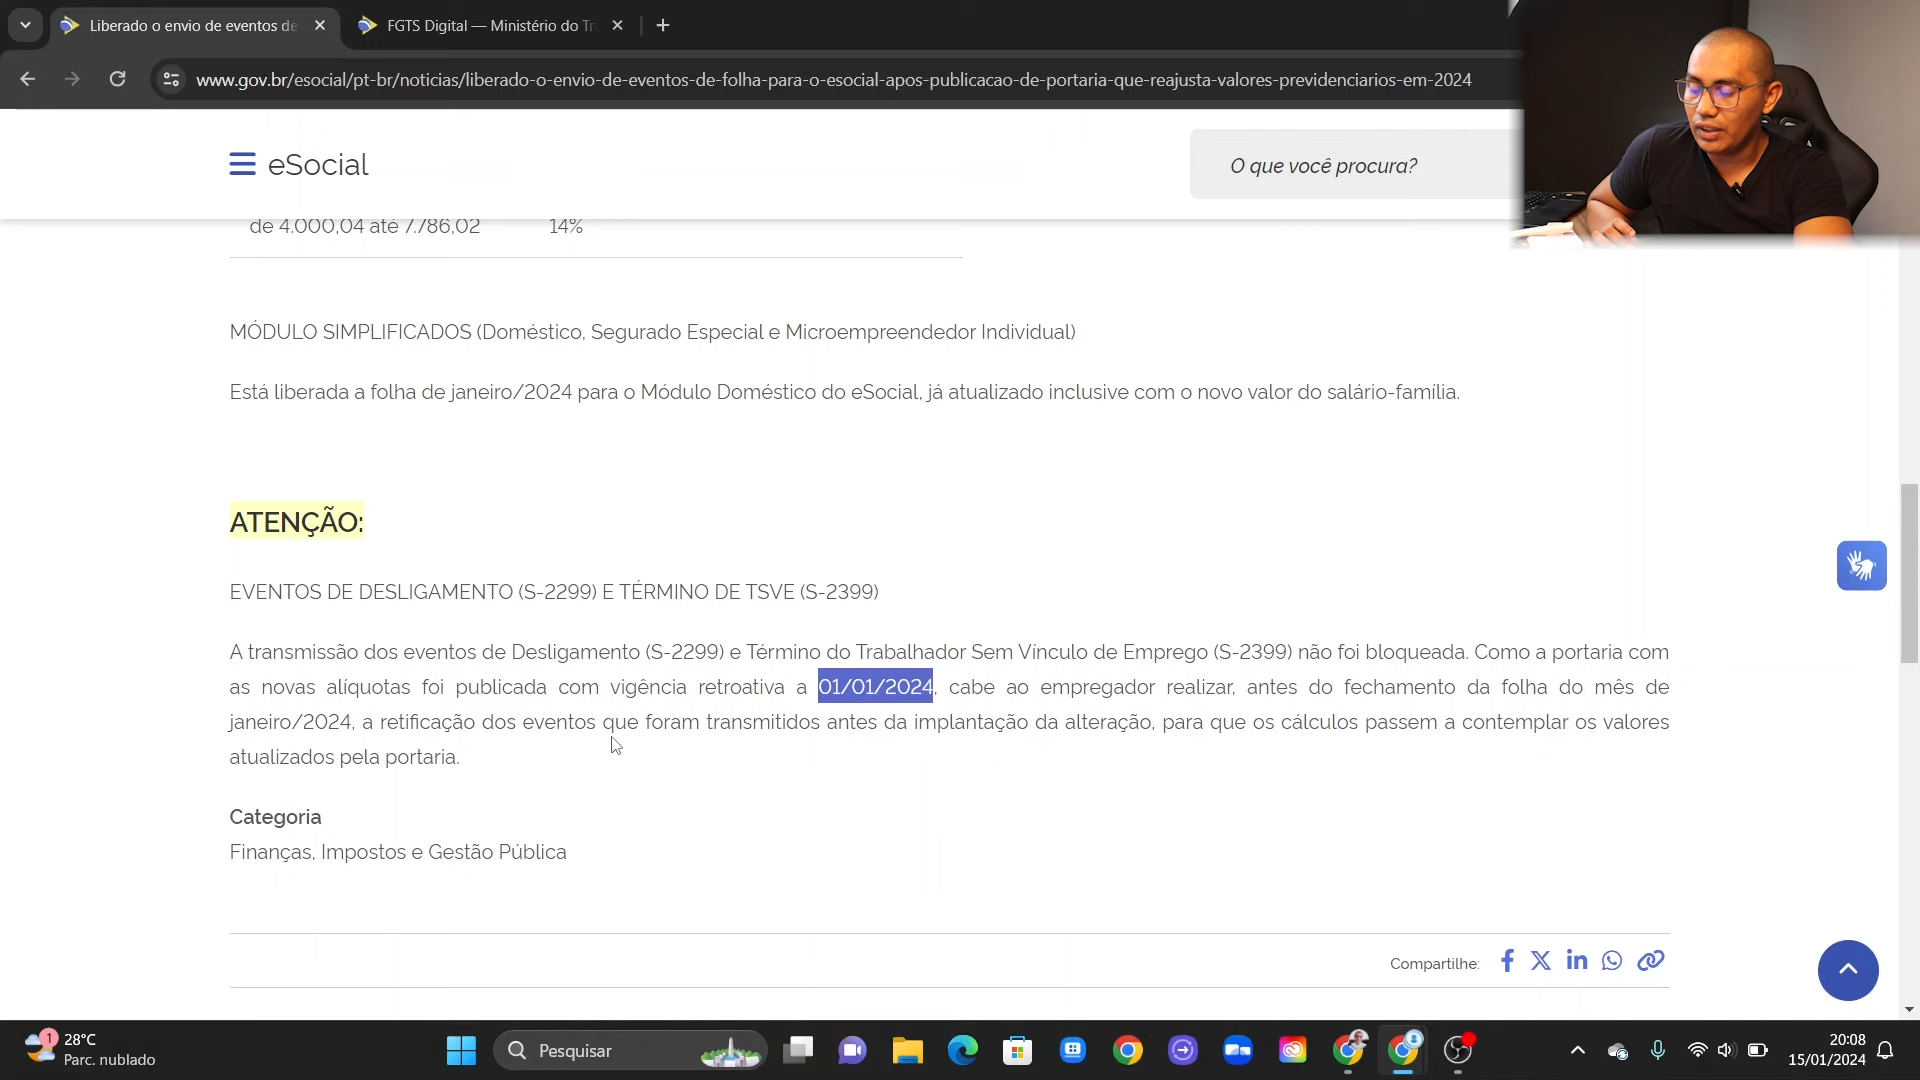 Liberado o envio de eventos de
FGTS Digital — Ministério do Tr
www.gov.br/esocial/pt-br/noticias/liberado-o-envio-de-eventos-de-folha-para-o-esocial-apos-publicacao-de-portaria-que-reajusta-valores-previdenciarios-em-2024
eSocial
O que você procura?
de 4.000,04 até 7.786,02 14%
MÓDULO SIMPLIFICADOS (Doméstico, Segurado Especial e Microempreendedor Individual)
Está liberada a folha de janeiro/2024 para o Módulo Doméstico do eSocial, já atualizado inclusive com o novo valor do salário-família.
ATENÇÃO:
EVENTOS DE DESLIGAMENTO (S-2299) E TÉRMINO DE TSVE (S-2399)
A transmissão dos eventos de Desligamento (S-2299) e Término do Trabalhador Sem Vínculo de Emprego (S-2399) não foi bloqueada. Como a portaria com
as novas alíquotas foi publicada com vigência retroativa a 01/01/2024, cabe ao empregador realizar, antes do fechamento da folha do mês de
janeiro/2024, a retificação dos eventos que foram transmitidos antes da implantação da alteração, para que os cálculos passem a contemplar os valores
atualizados pela portaria.
Categoria
Finanças, Impostos e Gestão Pública
Compartilhe:
1
28°C
Parc. nublado
Pesquisar
20:08
15/01/2024